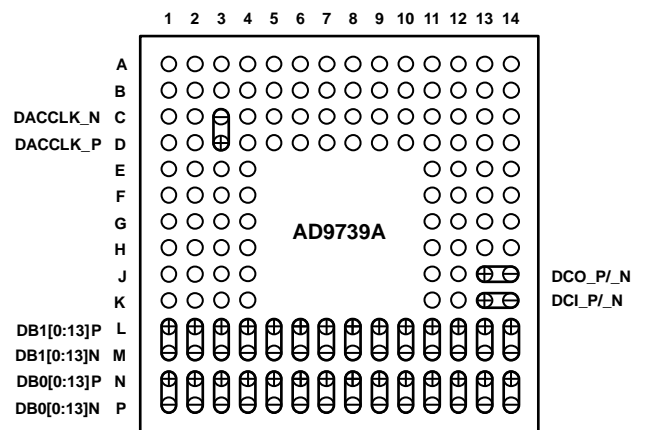 1 2 3 4 5 6 7 8 9 10 11 12 13 14
A
B
DACCLK_N C
DACCLK_P D
E
F
G
AD9739A
H
J DCO_P/_N
K DCI_P/_N
DB1[0:13]P L
DB1[0:13]N M
DB0[0:13]P N
DB0[0:13]N P